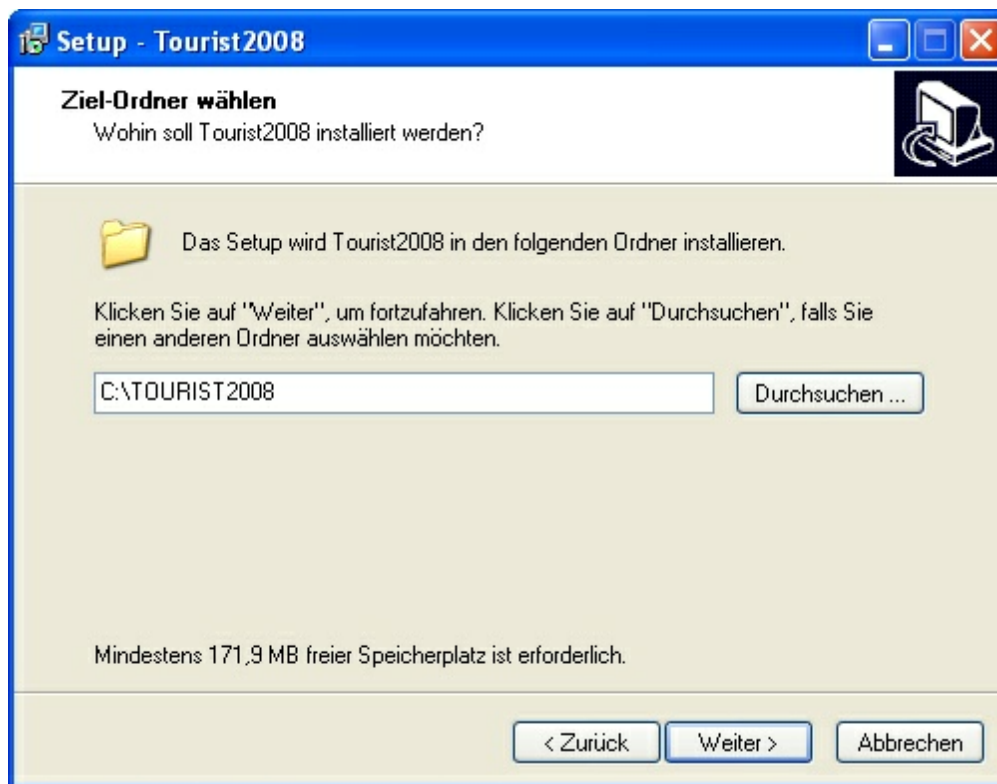 Setup - Tourist2008
Ziel-Ordner wählen
Wohin soll Tourist2008 installiert werden?
Das Setup wird Tourist2008 in den folgenden Ordner installieren.
Klicken Sie auf "Weiter", um fortzufahren. Klicken Sie auf "Durchsuchen", falls Sie
einen anderen Ordner auswählen möchten.
C:\TOURIST2008
Durchsuchen ...
Mindestens 171,9 MB freier Speicherplatz ist erforderlich.
< Zurück
Weiter >
Abbrechen